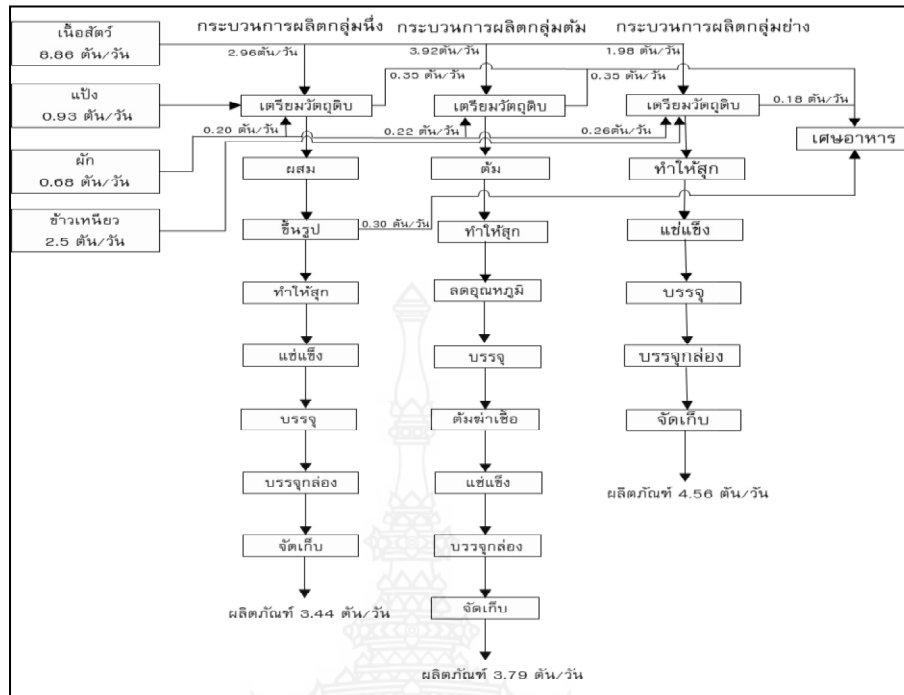 กระบวนการผลิตกลุ่มนึ่ง
กระบวนการผลิตกลุ่มต้ม
กระบวนการผลิตกลุ่มย่าง
เนื้อสัตว์
8.86 ตัน/วัน
2.96ตัน/วัน
3.92ตัน/วัน
1.98 ตัน/วัน
0.35 ตัน/วัน
0.35 ตัน/วัน
แป้ง
0.93 ตัน/วัน
เตรียมวัตถุดิบ
เตรียมวัตถุดิบ
เตรียมวัตถุดิบ
0.18 ตัน/วัน
0.20 ตัน/วัน
0.22 ตัน/วัน
0.26ตัน/วัน
เศษอาหาร
ผัก
0.68 ตัน/วัน
ผสม
ต้ม
ทำให้สุก
ข้าวเหนียว
2.5 ตัน/วัน
ขึ้นรูป
0.30 ตัน/วัน
ทำให้สุก
แช่แข็ง
ทำให้สุก
ลดอุณหภูมิ
บรรจุ
แช่แข็ง
บรรจุ
บรรจุกล่อง
บรรจุ
ต้มฆ่าเชื้อ
จัดเก็บ
บรรจุกล่อง
แช่แข็ง
ผลิตภัณฑ์ 4.56 ตัน/วัน
จัดเก็บ
บรรจุกล่อง
ผลิตภัณฑ์ 3.44 ตัน/วัน
จัดเก็บ
ผลิตภัณฑ์ 3.79 ตัน/วัน